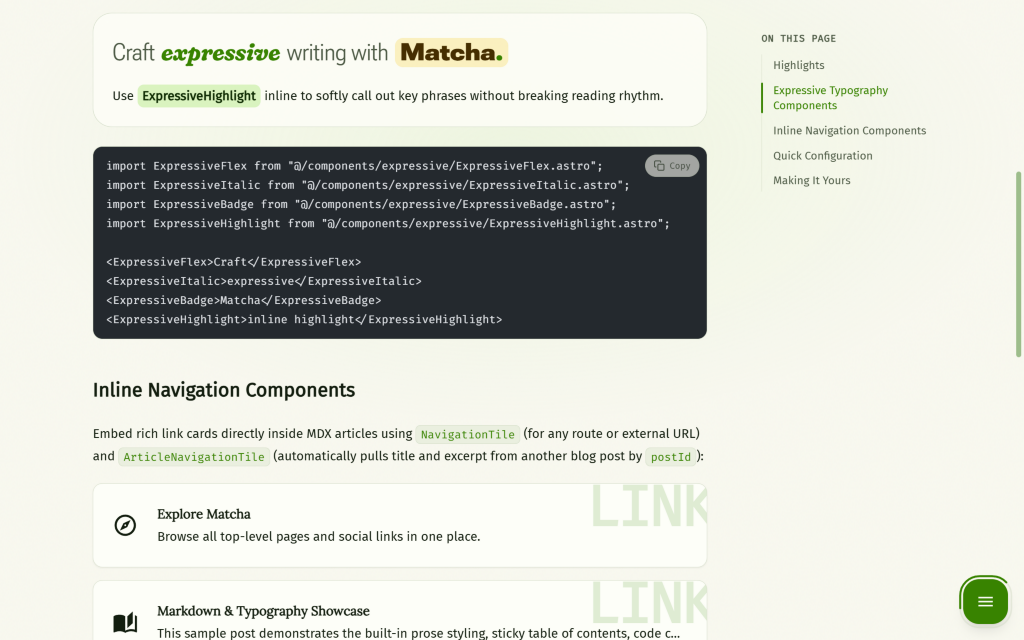 Craft expressive writing with Matcha.
Use ExpressiveHighlight inline to softly call out key phrases without breaking reading rhythm.
Copy
import ExpressiveFlex from "@/components/expressive/ExpressiveFlex.astro";
import ExpressiveItalic from "@/components/expressive/ExpressiveItalic.astro";
import ExpressiveBadge from "@/components/expressive/ExpressiveBadge.astro";
import ExpressiveHighlight from "@/components/expressive/ExpressiveHighlight.astro";
<ExpressiveFlex>Craft</ExpressiveFlex>
<ExpressiveItalic>expressive</ExpressiveItalic>
<ExpressiveBadge>Matcha</ExpressiveBadge>
<ExpressiveHighlight>inline highlight</ExpressiveHighlight>
Inline Navigation Components
Embed rich link cards directly inside MDX articles using NavigationTile (for any route or external URL)
and ArticleNavigationTile (automatically pulls title and excerpt from another blog post by postId ):
LINK
Explore Matcha
Browse all top-level pages and social links in one place.
LINK
Markdown & Typography Showcase
This sample post demonstrates the built-in prose styling, sticky table of contents, code c...
ON THIS PAGE
Highlights
Expressive Typography
Components
Inline Navigation Components
Quick Configuration
Making It Yours